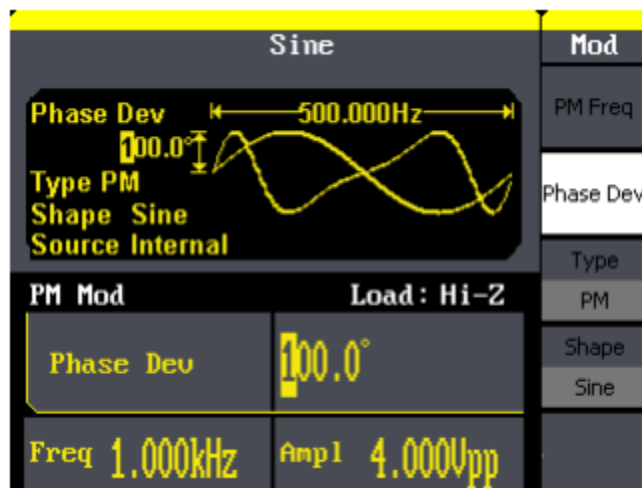 Sine
Mod
Phase Dev
500.000Hz
100.0°
Type PM
Shape Sine
Source Internal
PM Freq
Phase Dev
Type
PM
Shape
Sine
PM Mod
Load: Hi-Z
Phase Dev
100.0°
Freq 1.000kHz
Ampl 4.000Vpp